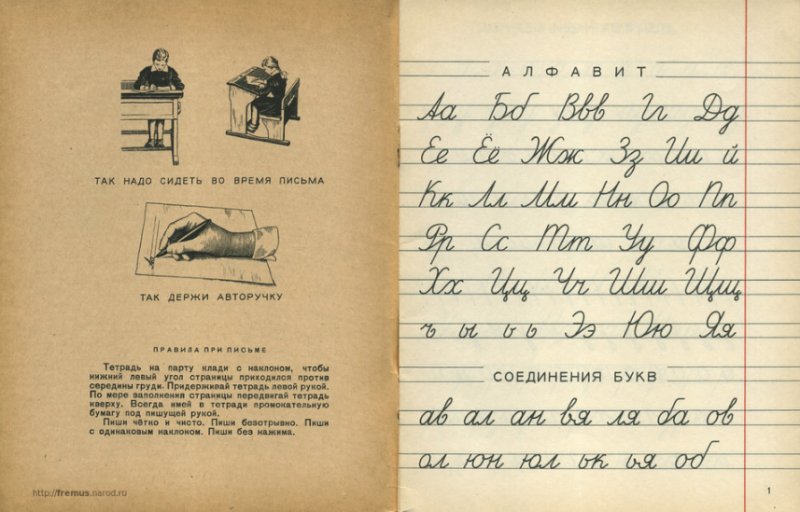 ТАК НАДО СИДЕТЬ ВО ВРЕМЯ ПИСЬМА
ТАК ДЕРЖИ АВТОРУЧКУ
ПРАВИЛА ПРИ ПИСЬМЕ
Тетрадь на парту клади с наклоном, чтобы
нижний левый угол страницы приходился против
середины груди. Придерживай тетрадь левой рукой.
По мере заполнения страницы передвигай тетрадь
кверху. Всегда имей в тетради промокательную
бумагу под пишущей рукой.
Пиши чётко и чисто. Пиши безотрывно. Пиши
с одинаковым наклоном. Пиши без нажима.
http://fremus.narod.ru
АЛФАВИТ
Аа Бб Ввв Гг Дд
Ее Ёё Жж Зз Ии й
Кк Лл Мм Нн Оо Пп
Рр Сс Тт Уу Фф
Хх Цц Чч Шш Щщ
ъ ы ь ь Ээ Юю Яя
СОЕДИНЕНИЯ БУКВ
ав ал ан вя ля ба ов
ол юн юл ьк ья об
1